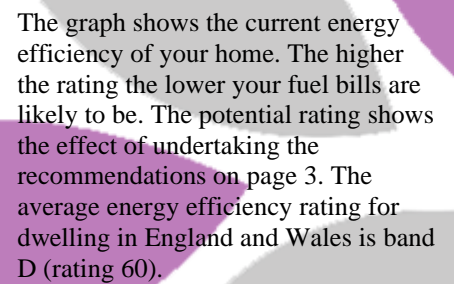 The graph shows the current energy
efficiency of your home. The higher
the rating the lower your fuel bills are
likely to be. The potential rating shows
the effect of undertaking the
recommendations on page 3. The
average energy efficiency rating for
dwelling in England and Wales is band
D (rating 60).